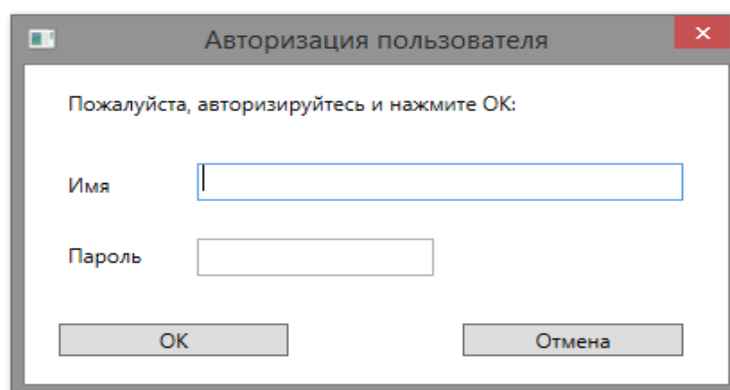 Авторизация пользователя
Пожалуйста, авторизируйтесь и нажмите ОК:
Имя
Пароль
ОК Отмена